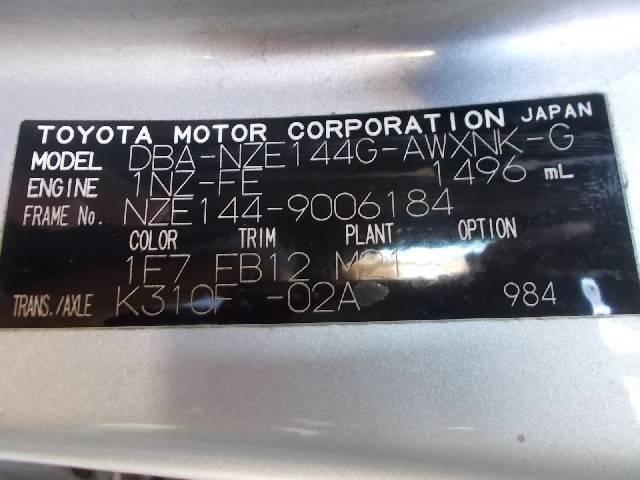 TOYOTA MOTOR CORPORATION JAPAN
MODEL DBA-NZE144G-AWXNK-G
ENGINE 1NZ-FE 1496 mL
FRAME No. NZE144-9006184
COLOR TRIM PLANT OPTION
1E7 FB12 M21
TRANS./AXLE K310F -02A 984